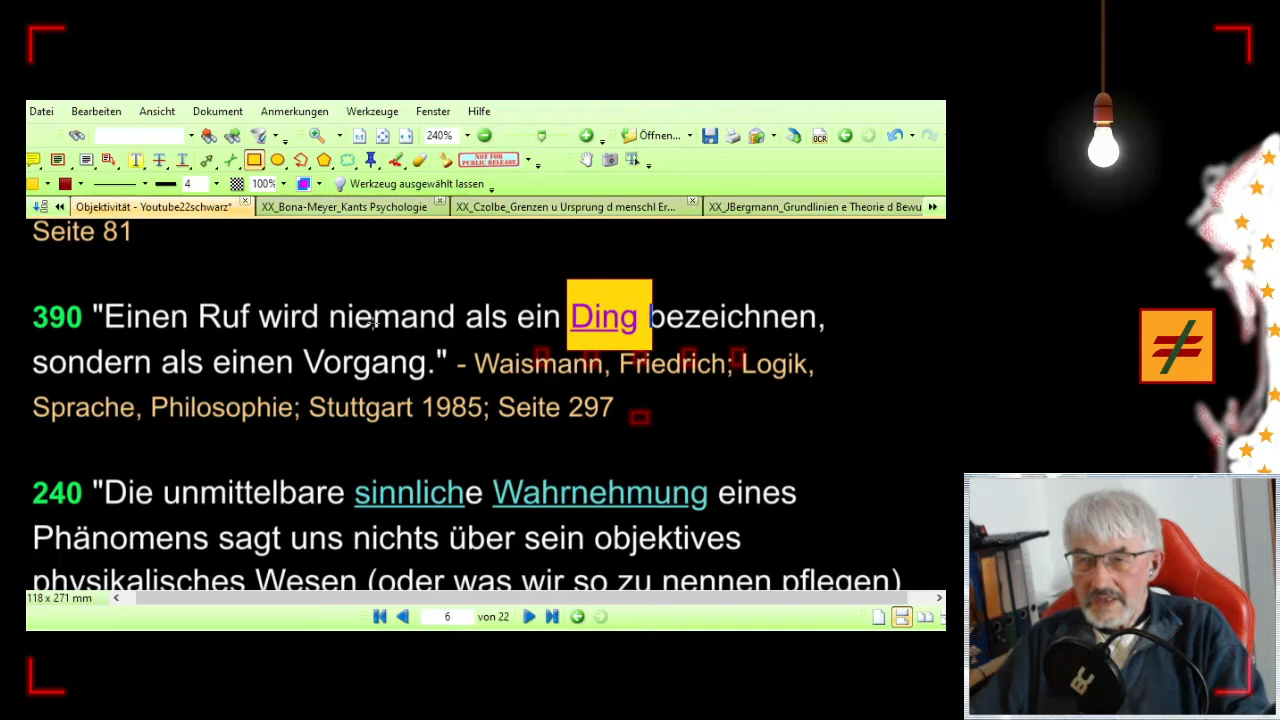 Datei Bearbeiten Ansicht Dokument Anmerkungen Werkzeuge Fenster Hilfe
240% Öffnen... OCR
NOT FOR PUBLIC RELEASE
4 100% Werkzeug ausgewählt lassen
Objektivität - Youtube22schwarz* XX_Bona-Meyer_Kants Psychologie XX_Czolbe_Grenzen u Ursprung d menschl Er... XX_JBergmann_Grundlinien e Theorie d Bewu
Seite 81
390 "Einen Ruf wird niemand als ein Ding bezeichnen,
sondern als einen Vorgang." - Waismann, Friedrich; Logik,
Sprache, Philosophie; Stuttgart 1985; Seite 297
240 "Die unmittelbare sinnliche Wahrnehmung eines
Phänomens sagt uns nichts über sein objektives
physikalisches Wesen (oder was wir so zu nennen pflegen)
118 x 271 mm
6 von 22